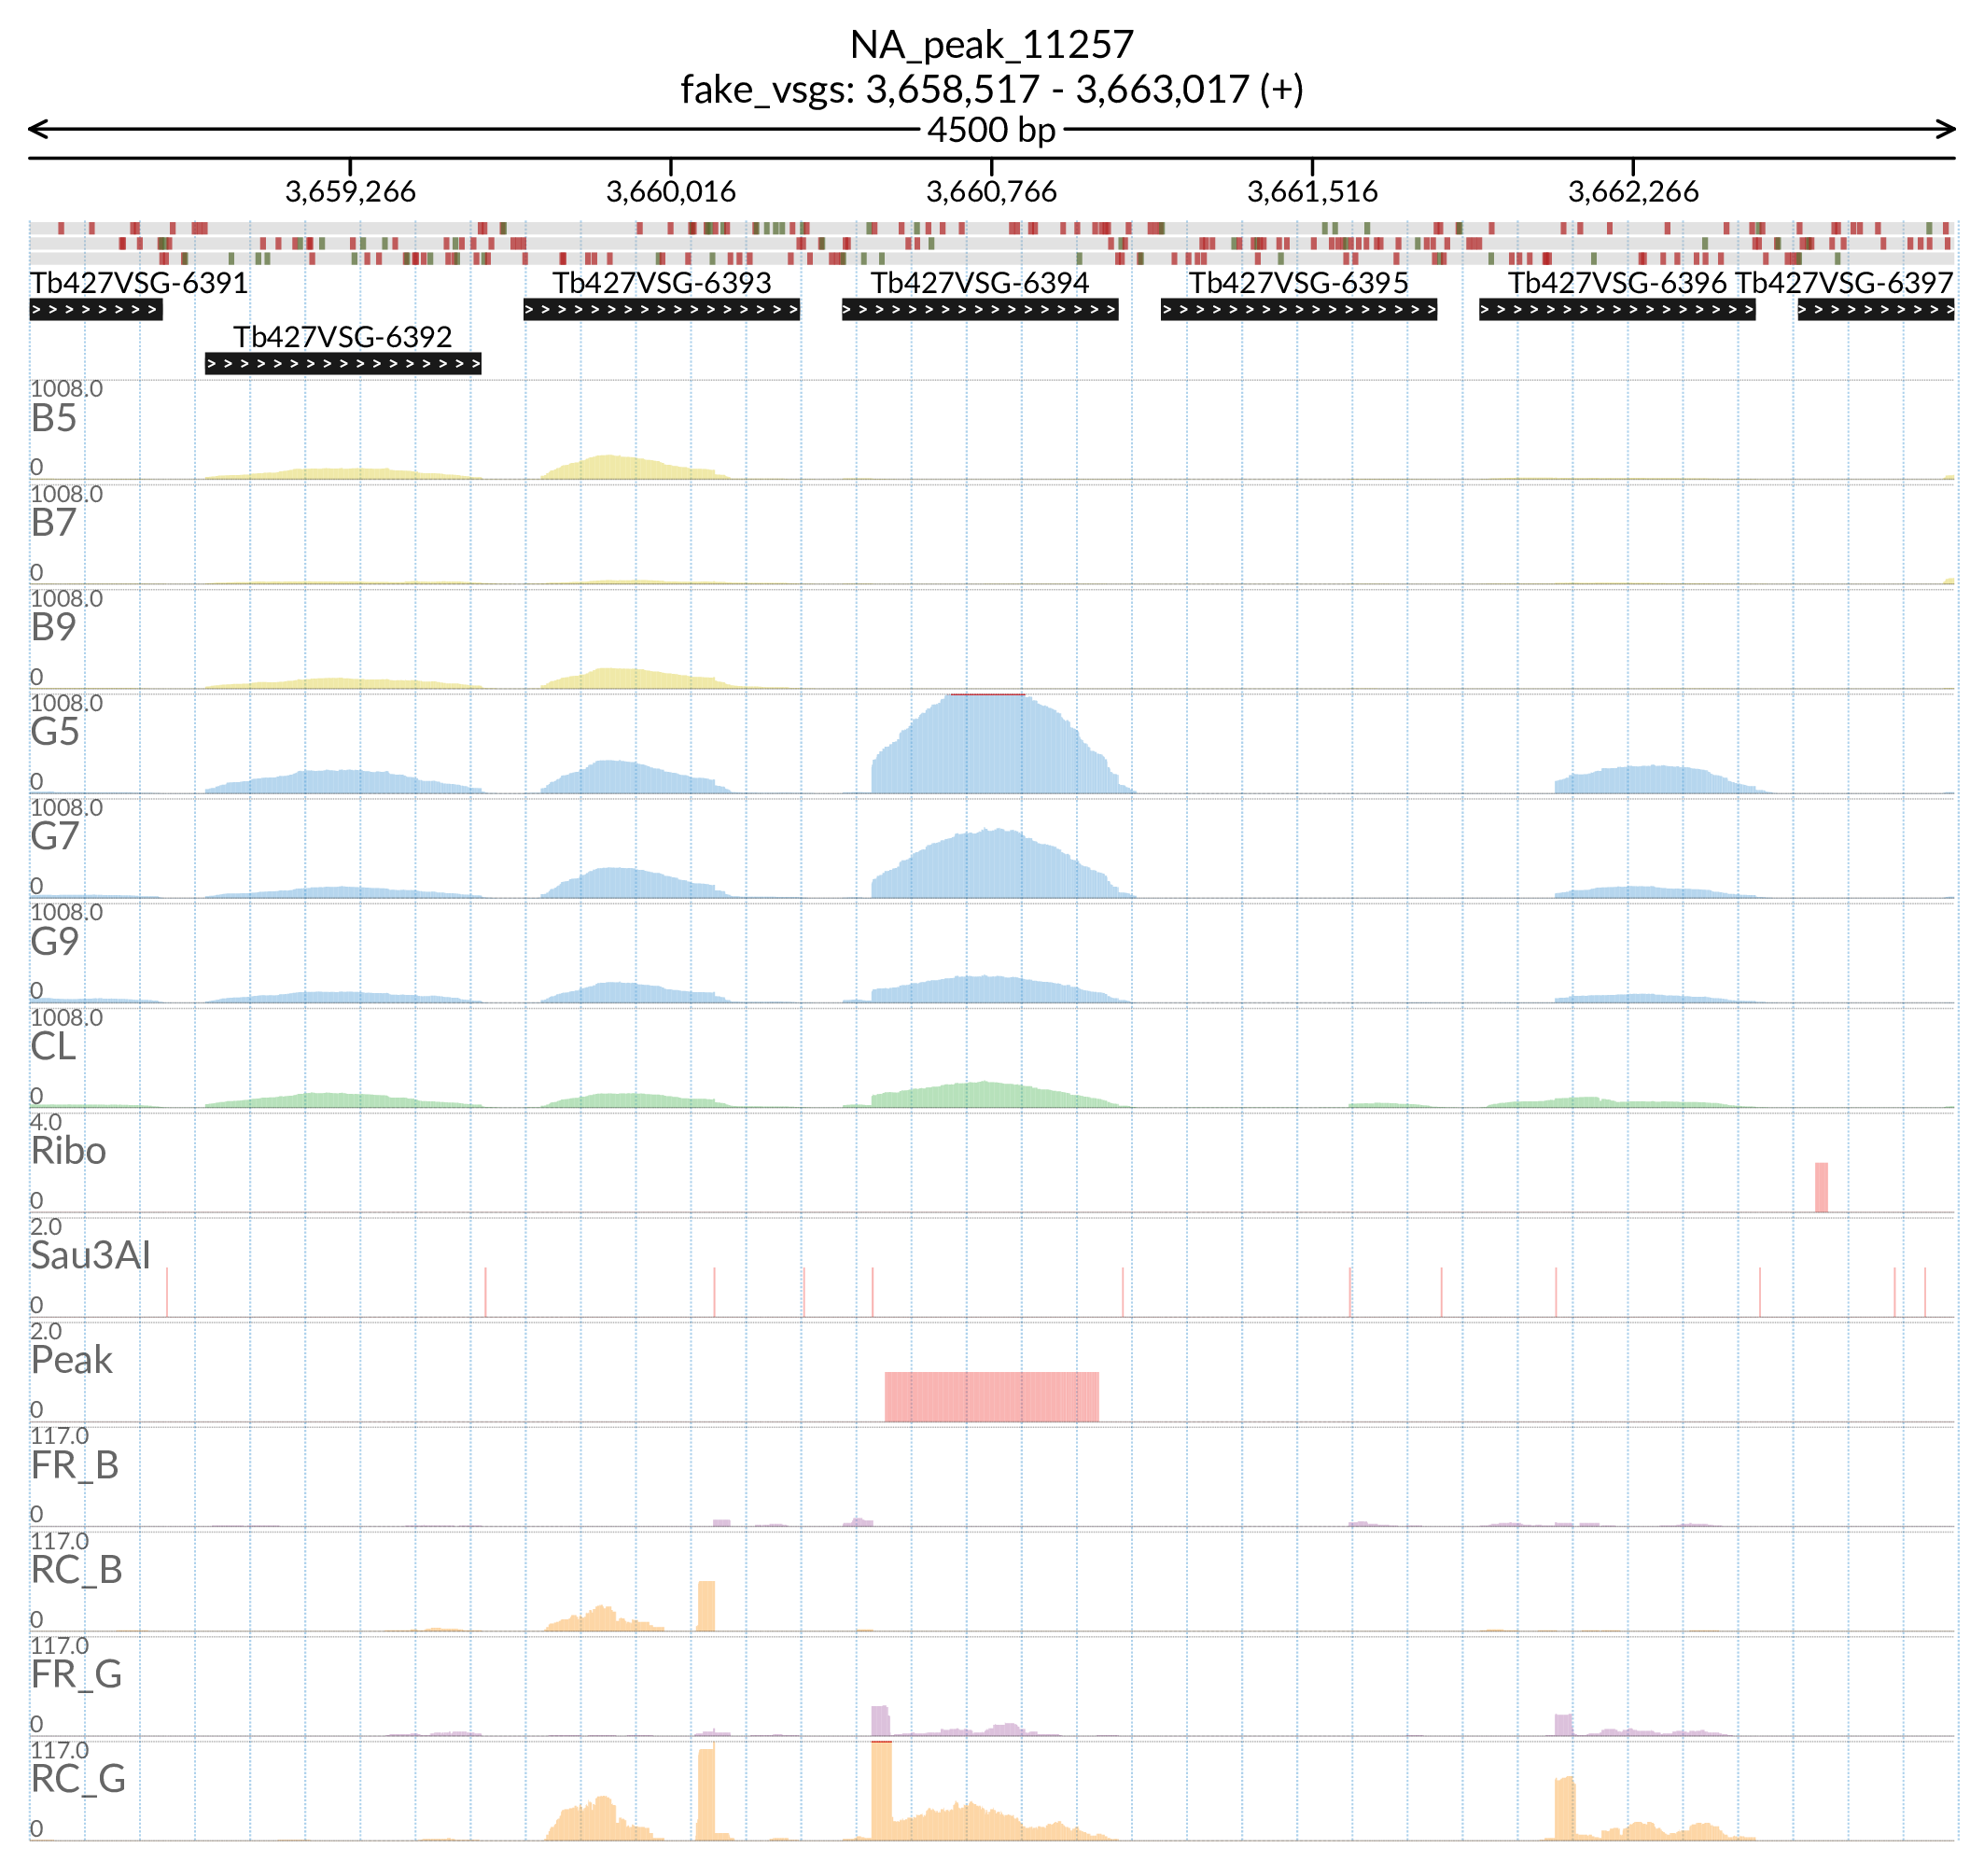 NA_peak_11257
fake_vsgs: 3,658,517 - 3,663,017 (+)
4500 bp
3,659,266 3,660,016 3,660,766 3,661,516 3,662,266
Tb427VSG-6391 Tb427VSG-6393 Tb427VSG-6394 Tb427VSG-6395 Tb427VSG-6396 Tb427VSG-6397
Tb427VSG-6392
1008.0
B5
0
1008.0
B7
0
1008.0
B9
0
1008.0
G5
0
1008.0
G7
0
1008.0
G9
0
1008.0
CL
0
4.0
Ribo
0
2.0
Sau3AI
0
2.0
Peak
0
117.0
FR_B
0
117.0
RC_B
0
117.0
FR_G
0
117.0
RC_G
0